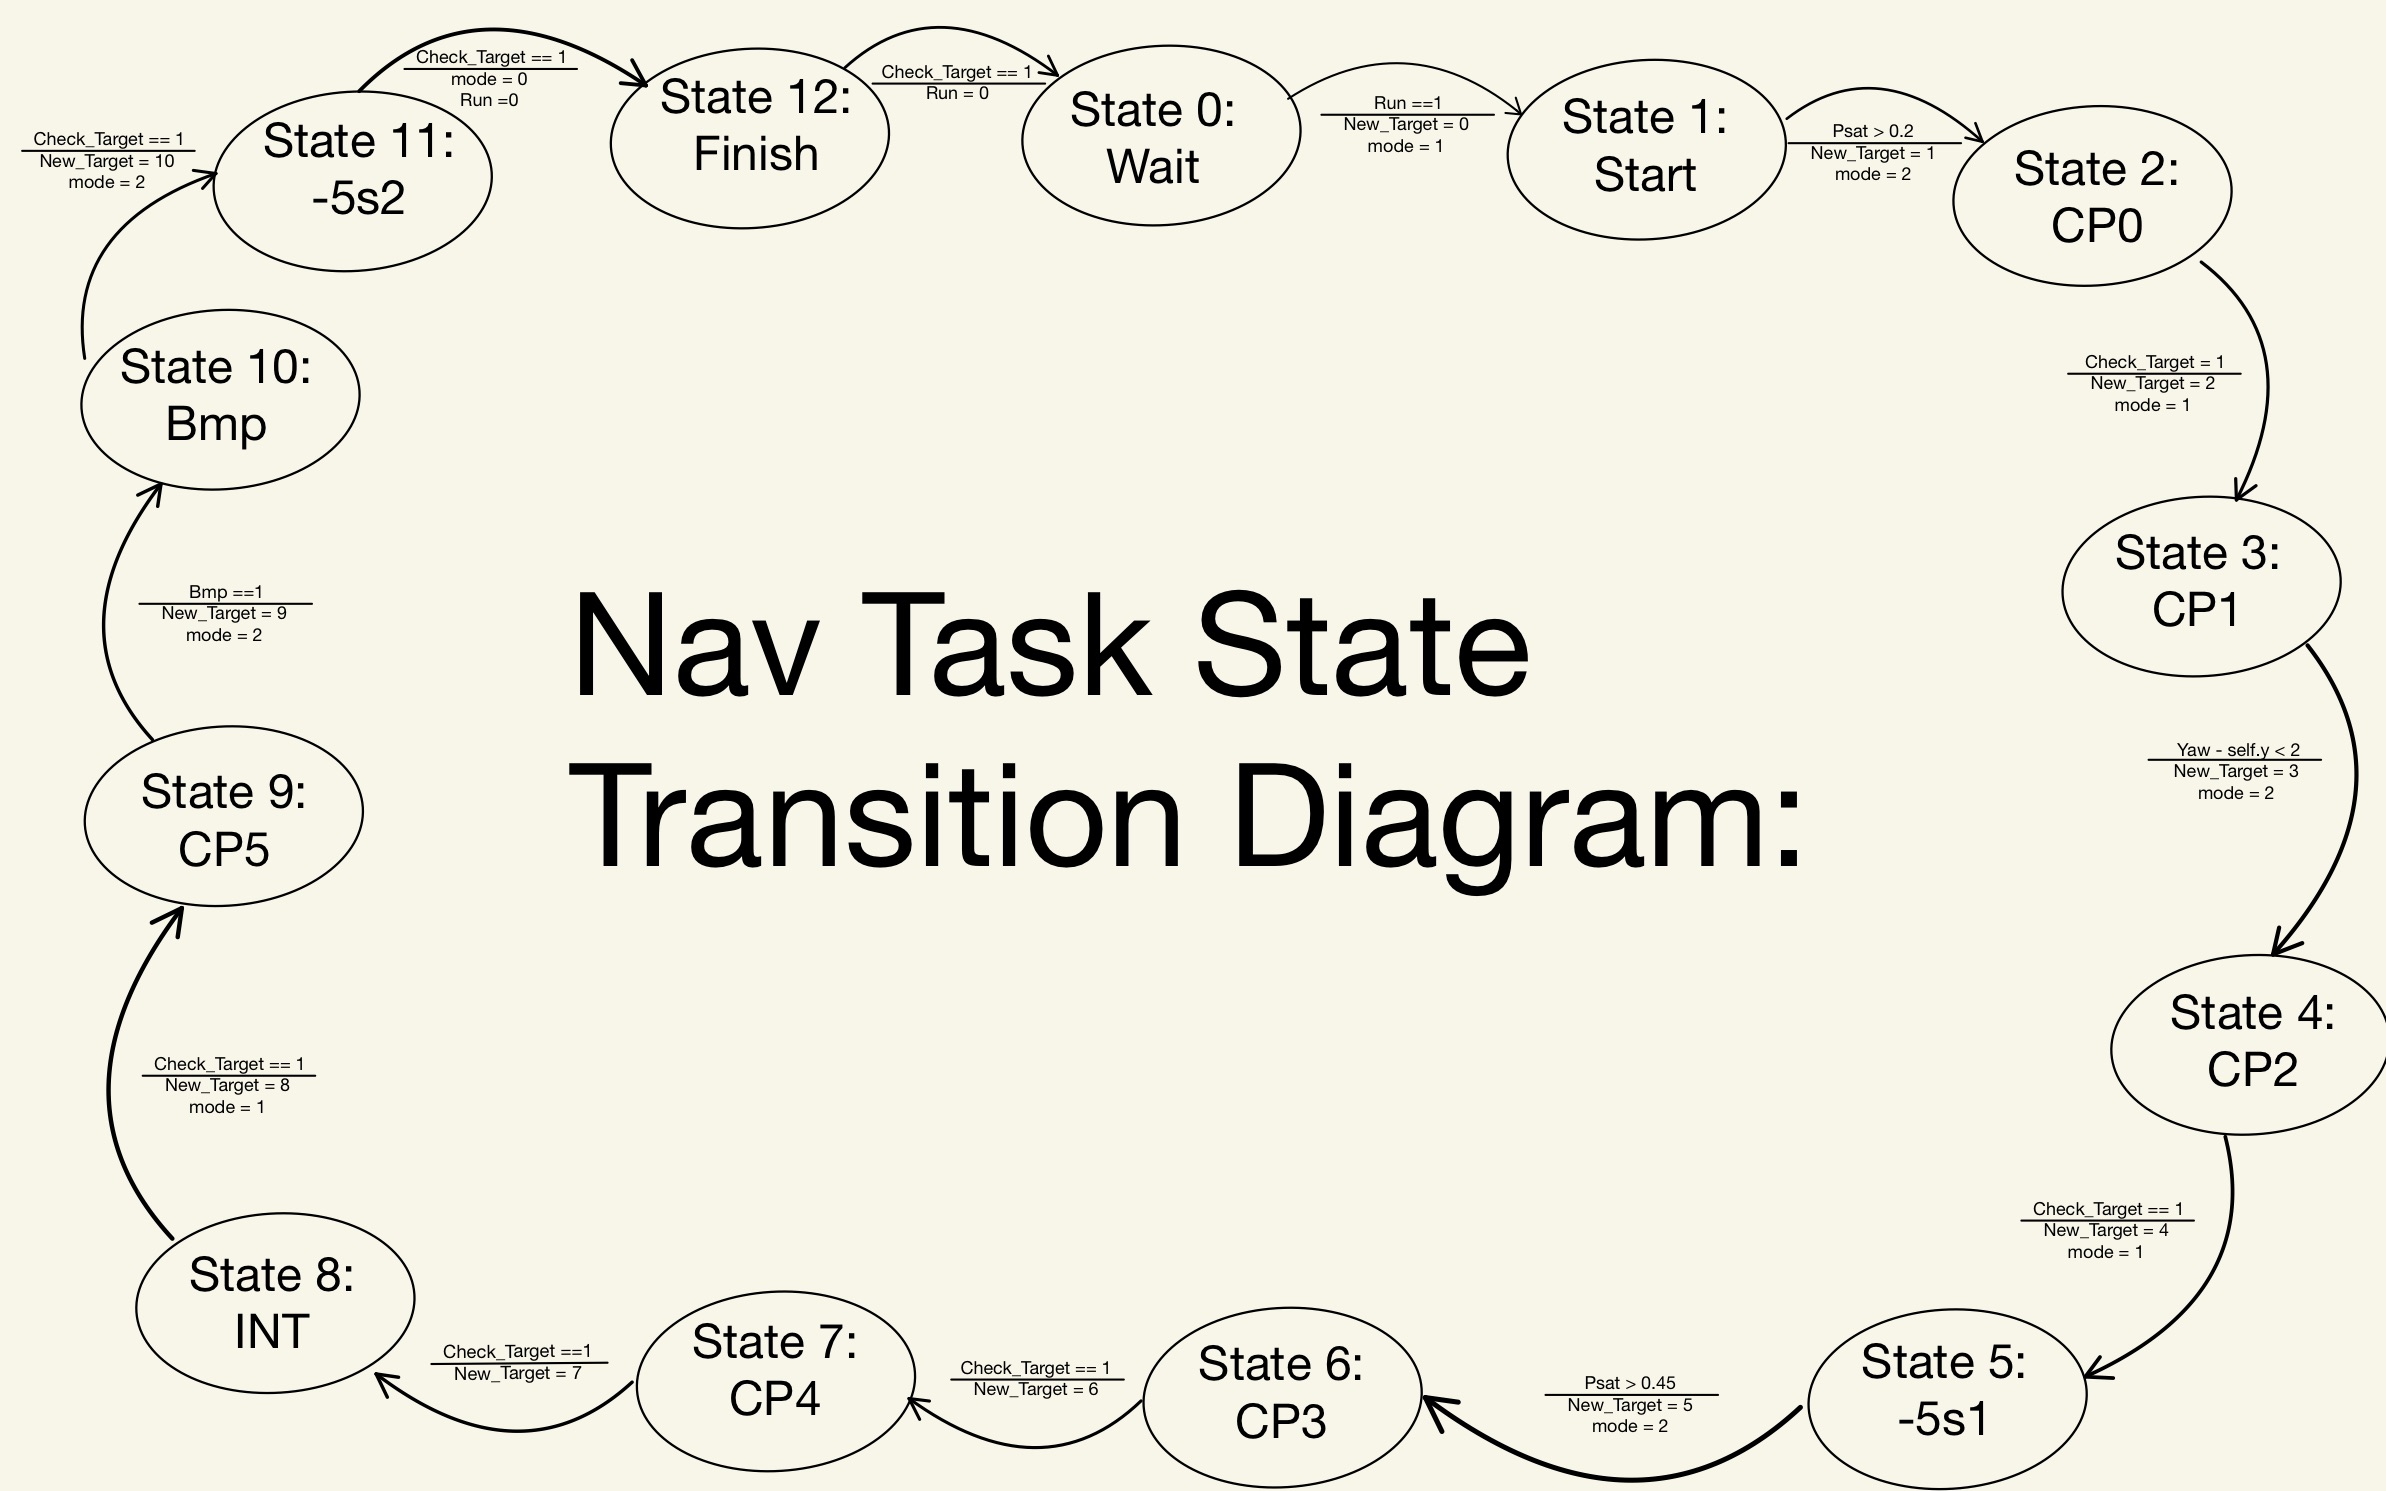 Check_Target == 1
mode = 0
Run =0
State 12:
Finish
Check_Target == 1
Run = 0
State 0:
Wait
Run ==1
New_Target = 0
mode = 1
State 1:
Start
Psat > 0.2
New_Target = 1
mode = 2
State 2:
CP0
Check_Target = 1
New_Target = 2
mode = 1
State 3:
CP1
Yaw - self.y < 2
New_Target = 3
mode = 2
State 4:
CP2
Check_Target == 1
New_Target = 4
mode = 1
State 5:
-5s1
Psat > 0.45
New_Target = 5
mode = 2
State 6:
CP3
Check_Target == 1
New_Target = 6
State 7:
CP4
Check_Target ==1
New_Target = 7
State 8:
INT
Check_Target == 1
New_Target = 8
mode = 1
State 9:
CP5
Bmp ==1
New_Target = 9
mode = 2
State 10:
Bmp
Check_Target == 1
New_Target = 10
mode = 2
State 11:
-5s2
Nav Task State
Transition Diagram: